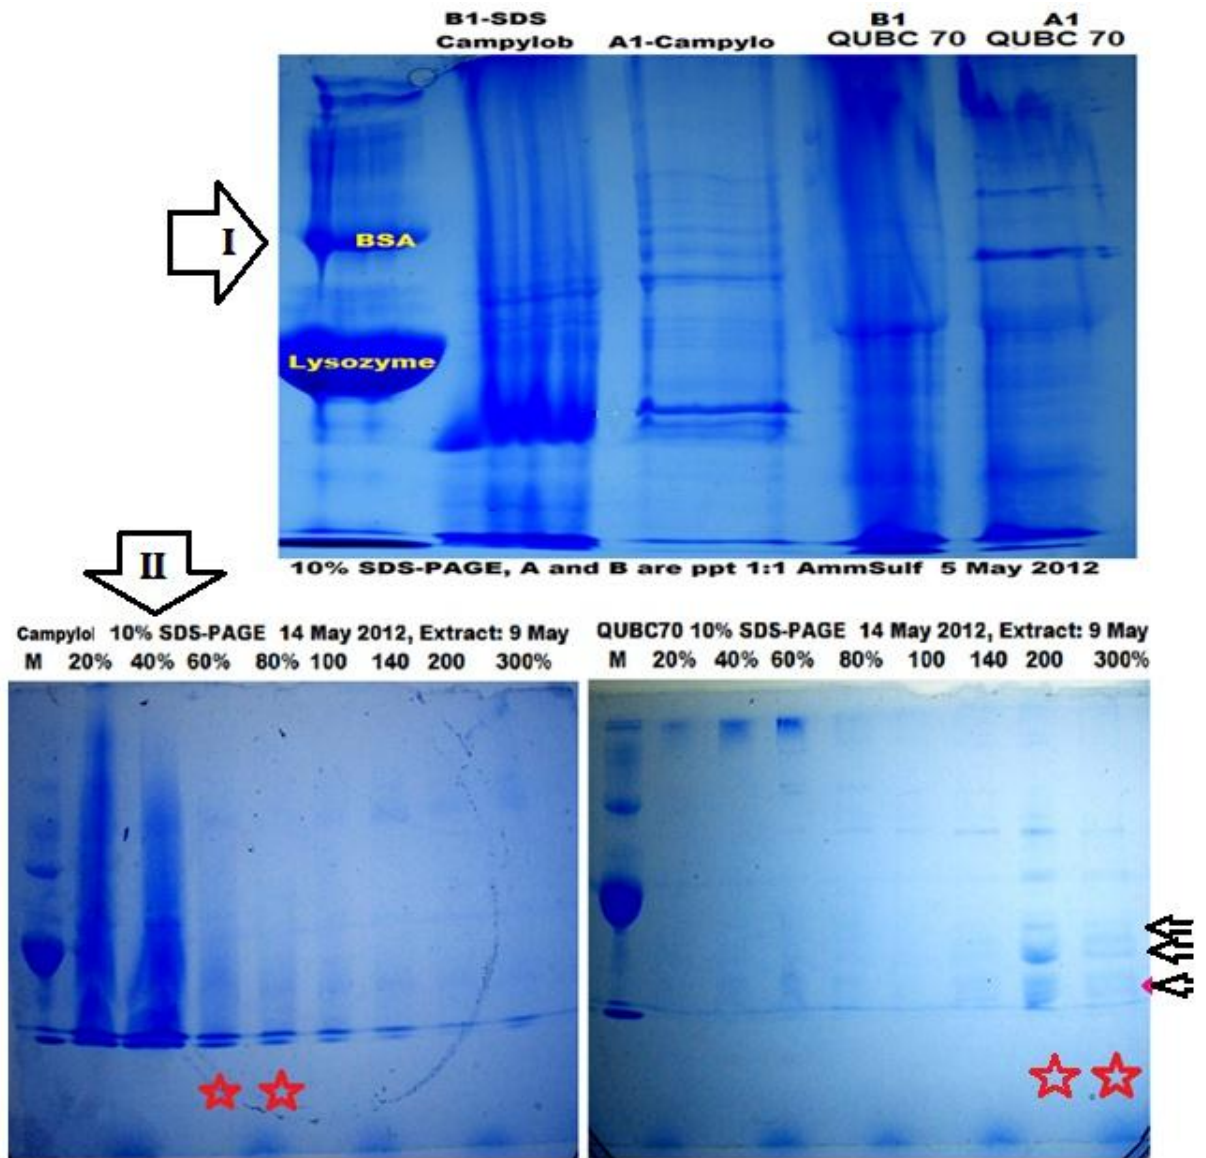 B1-SDS
Campylob
A1-Campylo
B1
QUBC 70
A1
QUBC 70
I
BSA
Lysozyme
10% SDS-PAGE, A and B are ppt 1:1 AmmSulf 5 May 2012
II
Campylol 10% SDS-PAGE 14 May 2012, Extract: 9 May
M 20% 40% 60% 80% 100 140 200 300%
QUBC70 10% SDS-PAGE 14 May 2012, Extract: 9 May
M 20% 40% 60% 80% 100 140 200 300%